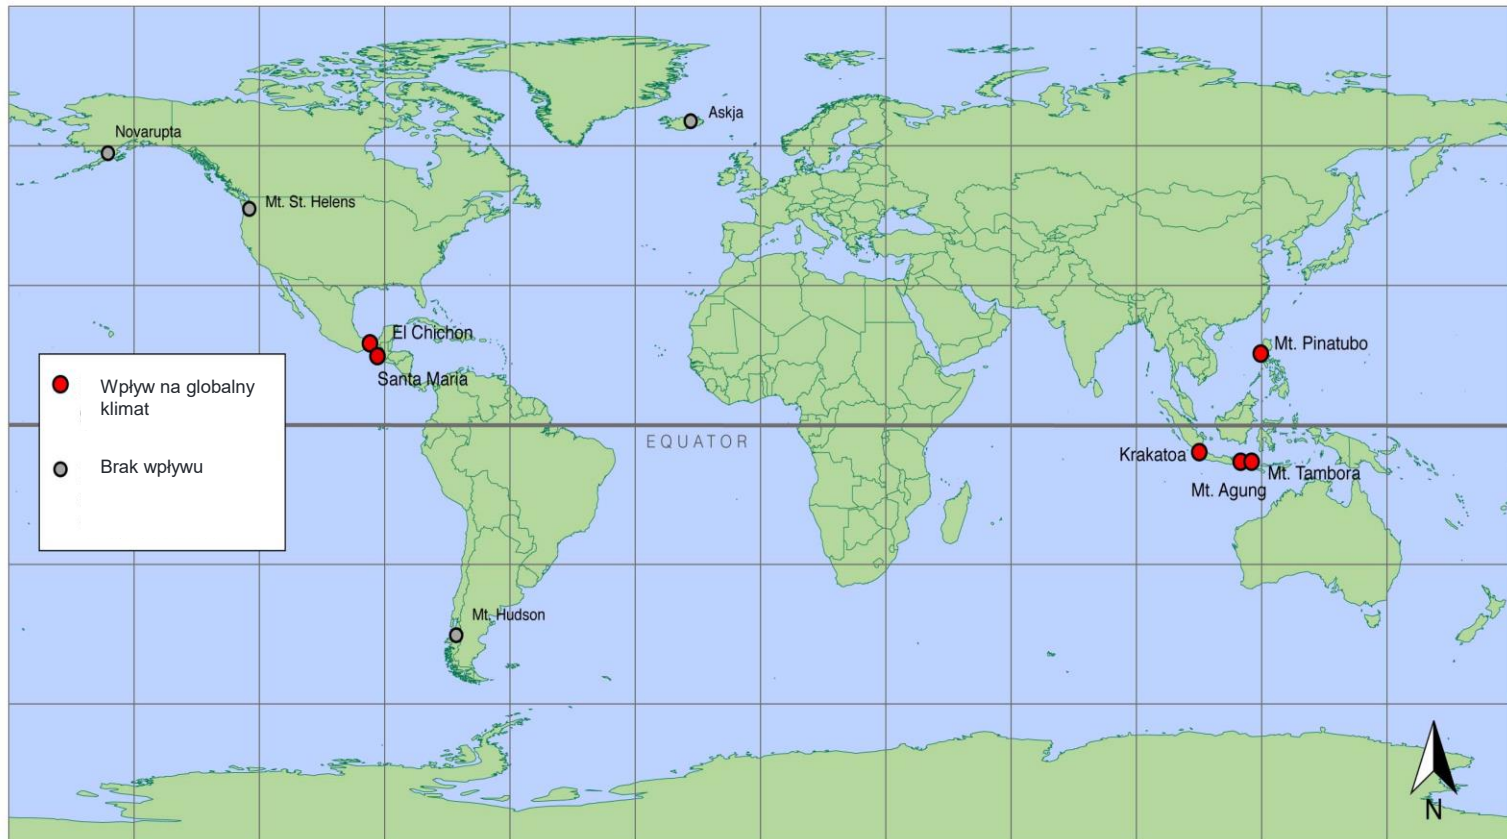 Askja
Novarupta
Mt. St. Helens
El Chichon
Santa Maria
Mt. Pinatubo
Wpływ na globalny
klimat
Brak wpływu
EQUATOR
Krakatoa
Mt. Tambora
Mt. Agung
Mt. Hudson
N